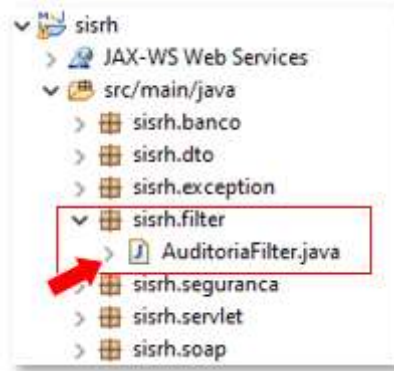 sisrh
JAX-WS Web Services
src/main/java
sisrh.banco
sisrh.dto
sisrh.exception
sisrh.filter
AuditoriaFilter.java
sisrh.seguranca
sisrh.servlet
sisrh.soap